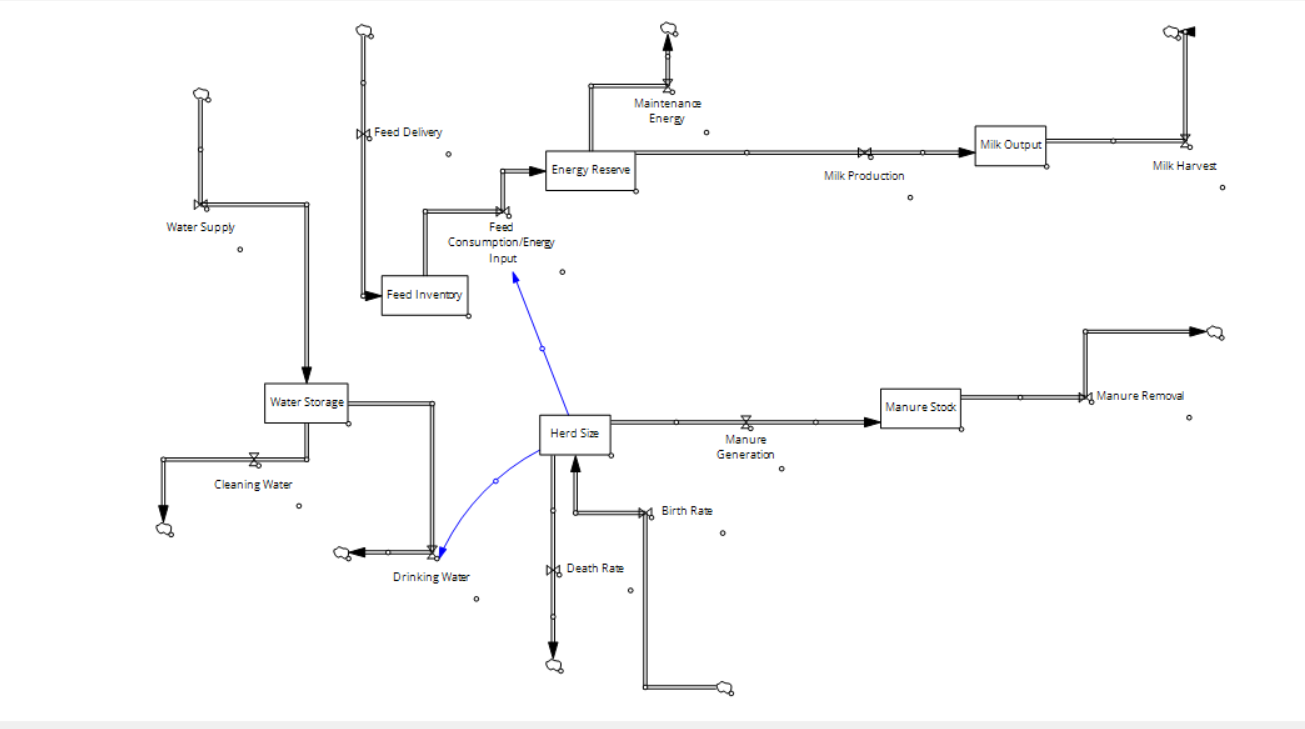 Feed Delivery
Maintenance
Energy
Milk Output
Energy Reserve
Milk Production
Milk Harvest
Water Supply
Feed
Consumption/Energy
Input
Feed Inventory
Water Storage
Herd Size
Manure Stock
Manure Removal
Manure
Generation
Cleaning Water
Birth Rate
Drinking Water
Death Rate